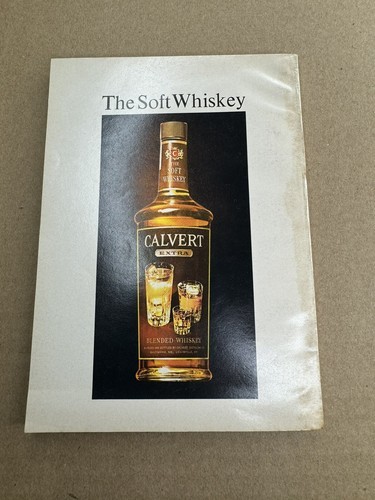 The Soft Whiskey
C
THE
SOFT
WHISKEY
CALVERT
EXTRA
BLENDED WHISKEY